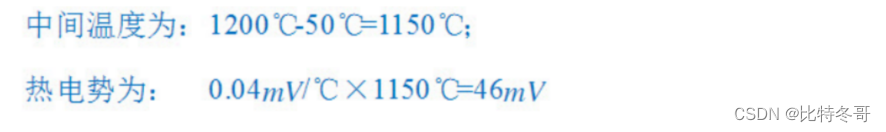 中间温度为：1200℃-50℃=1150℃;
热电势为： 0.04mV/℃×1150℃=46mV
CSDN @比特冬哥